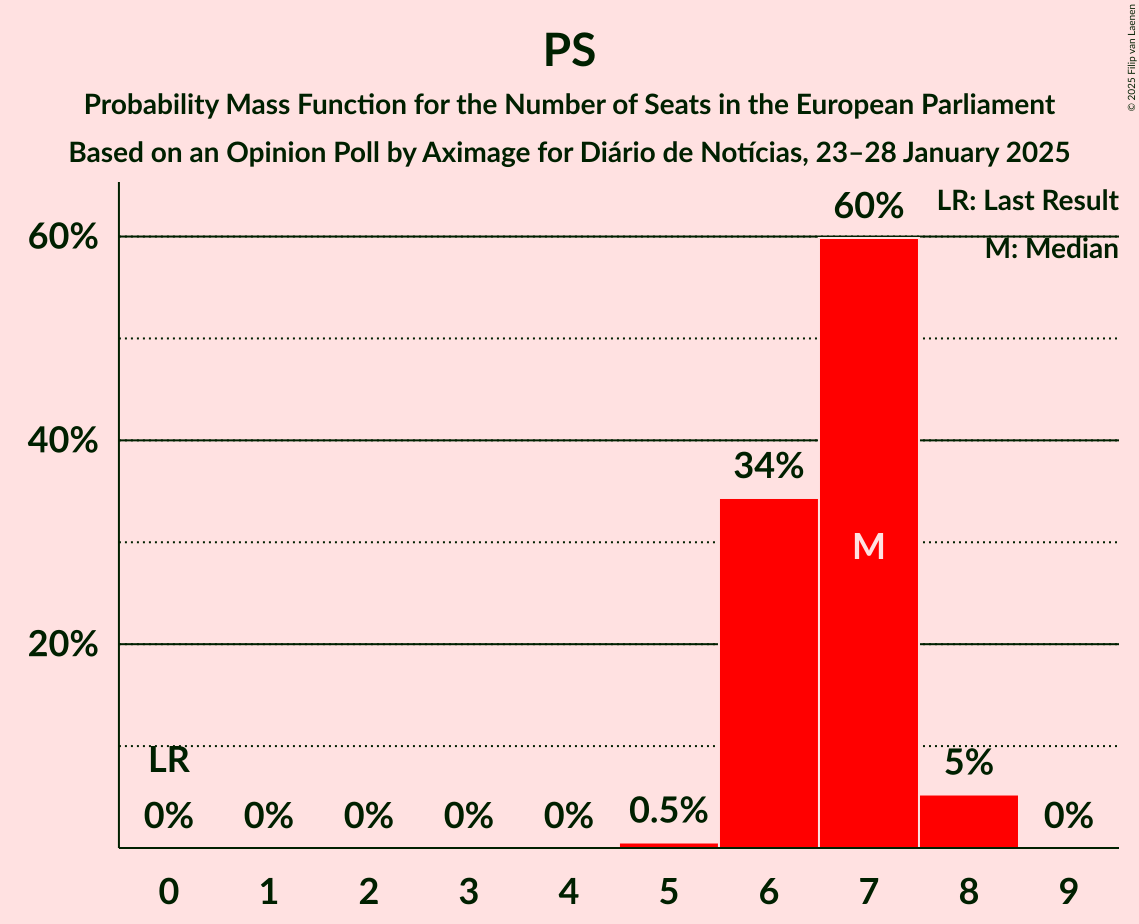 PS
Probability Mass Function for the Number of Seats in the European Parliament
Based on an Opinion Poll by Aximage for Diário de Notícias, 23–28 January 2025
© 2025 Filip van Laenen
LR: Last Result
M: Median
60%
40%
20%
LR
0%
0%
0%
0%
0%
0.5%
34%
60%
M
5%
0%
0
1
2
3
4
5
6
7
8
9